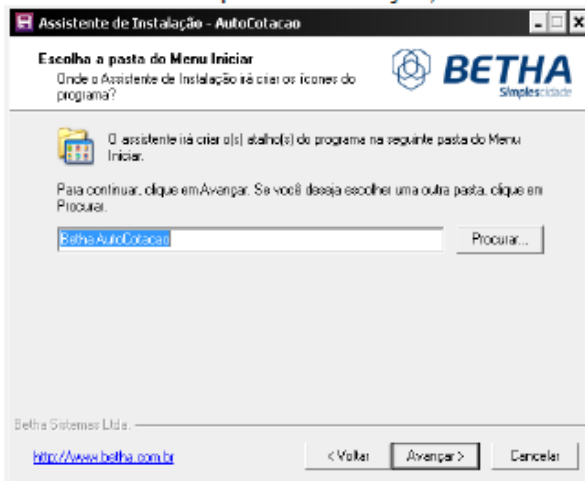 Assistente de Instalação - AutoCotacao
Escolha a pasta do Menu Iniciar
Onde o Assistente de Instalação irá criar os ícones do
programa?
BETHA
Simplescidade
O assistente irá criar o(s) atalho(s) do programa na seguinte pasta do Menu
Iniciar.
Para continuar, clique em Avançar. Se você deseja escolher uma outra pasta, clique em
Procurar.
Betha AutoCotacao
Procurar...
Betha Sistemas Ltda.
http://www.betha.com.br
< Voltar
Avançar >
Cancelar